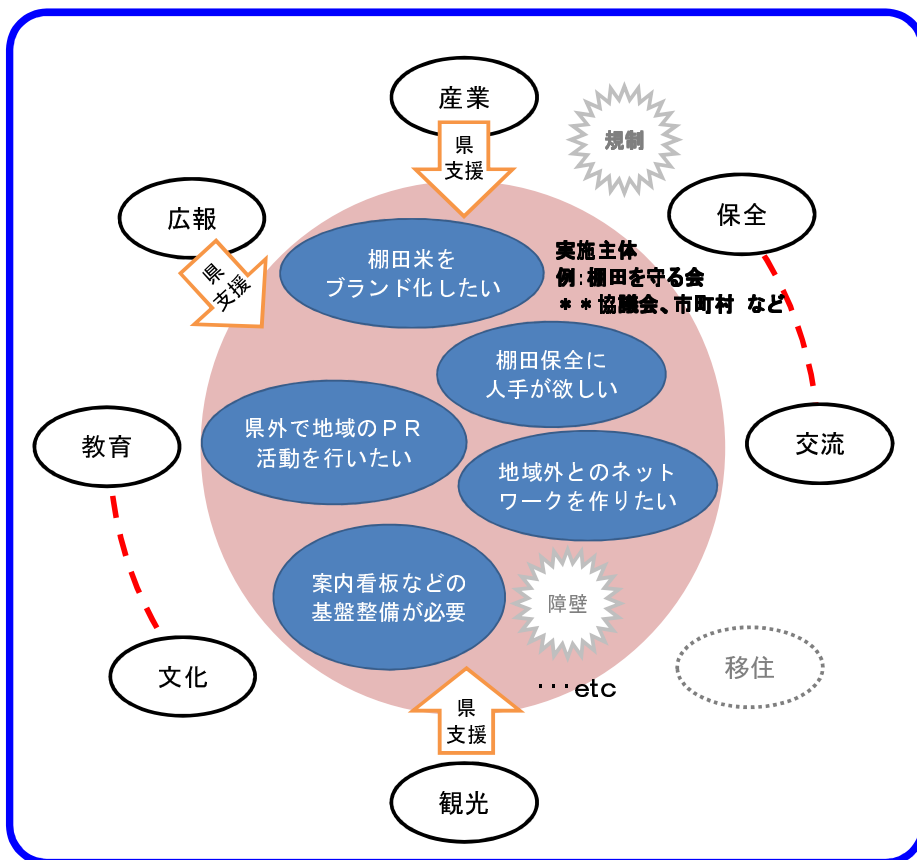 産業
県
支援
規制
広報
県
支援
保全
棚田米を
ブランド化したい
実施主体
例:棚田を守る会
＊＊協議会、市町村 など
棚田保全に
人手が欲しい
県外で地域のＰＲ
活動を行いたい
教育
交流
地域外とのネット
ワークを作りたい
案内看板などの
基盤整備が必要
障壁
文化
移住
･･･etc
県
支援
観光